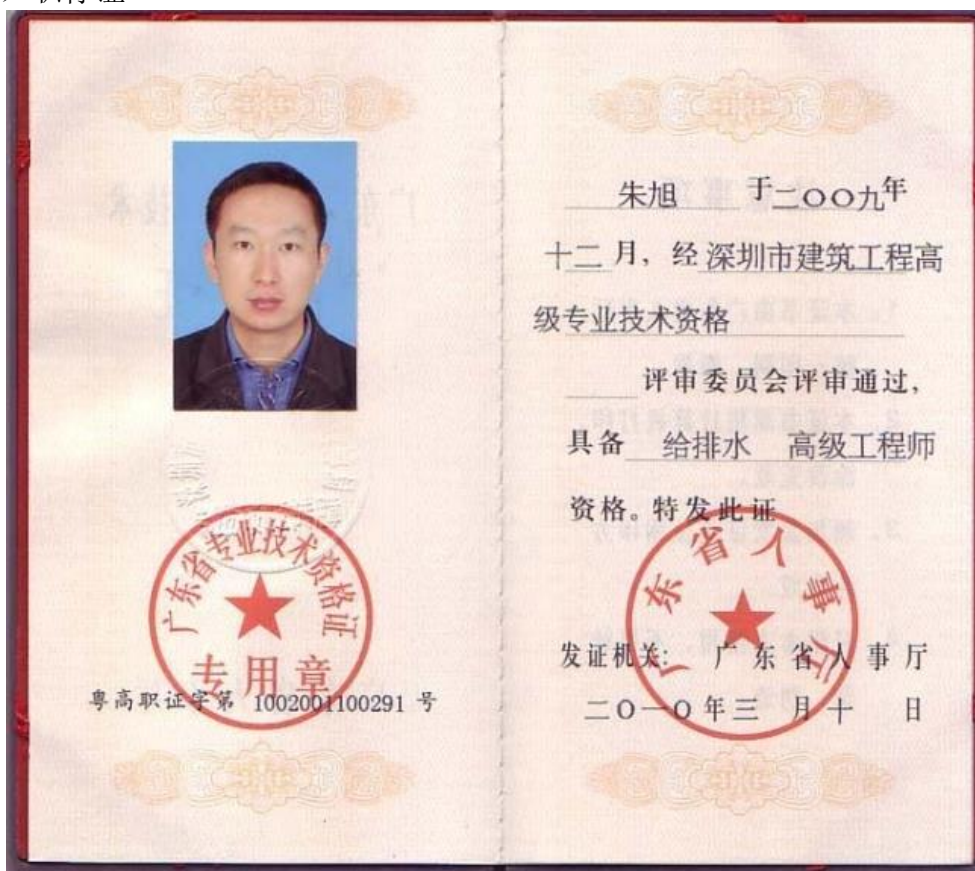 广东省专业技术资格证
专用章
粤高职证字第 1002001100291 号
朱旭 于二〇〇九年
十二月，经深圳市建筑工程高
级专业技术资格
评审委员会评审通过，
具备 给排水 高级工程师
资格。特发此证
广东省人事厅
发证机关： 广东省人事厅
二〇一〇年三月十日